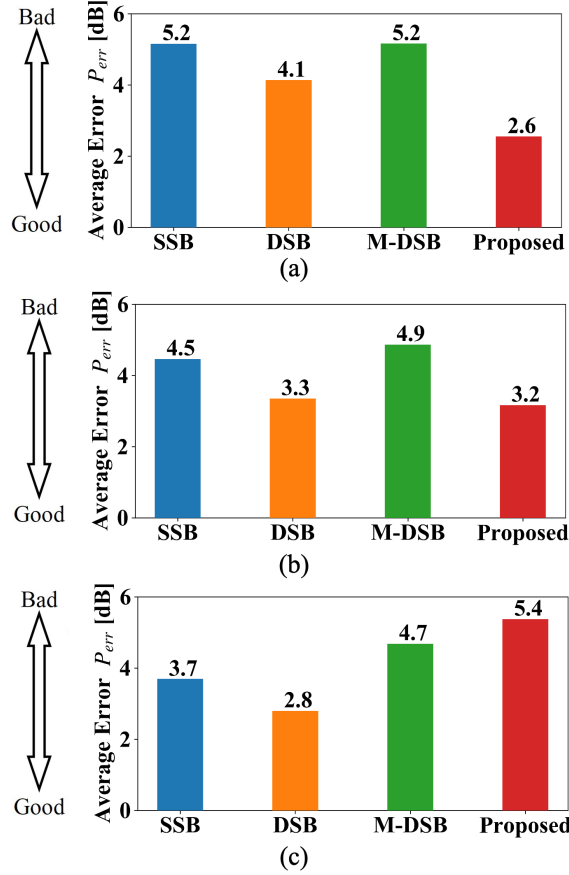 Bad
Good
Average Error P_err [dB]
6
4
2
0
5.2
4.1
5.2
2.6
SSB
DSB
M-DSB
Proposed
(a)
Bad
Good
Average Error P_err [dB]
6
4
2
0
4.5
3.3
4.9
3.2
SSB
DSB
M-DSB
Proposed
(b)
Bad
Good
Average Error P_err [dB]
6
4
2
0
3.7
2.8
4.7
5.4
SSB
DSB
M-DSB
Proposed
(c)